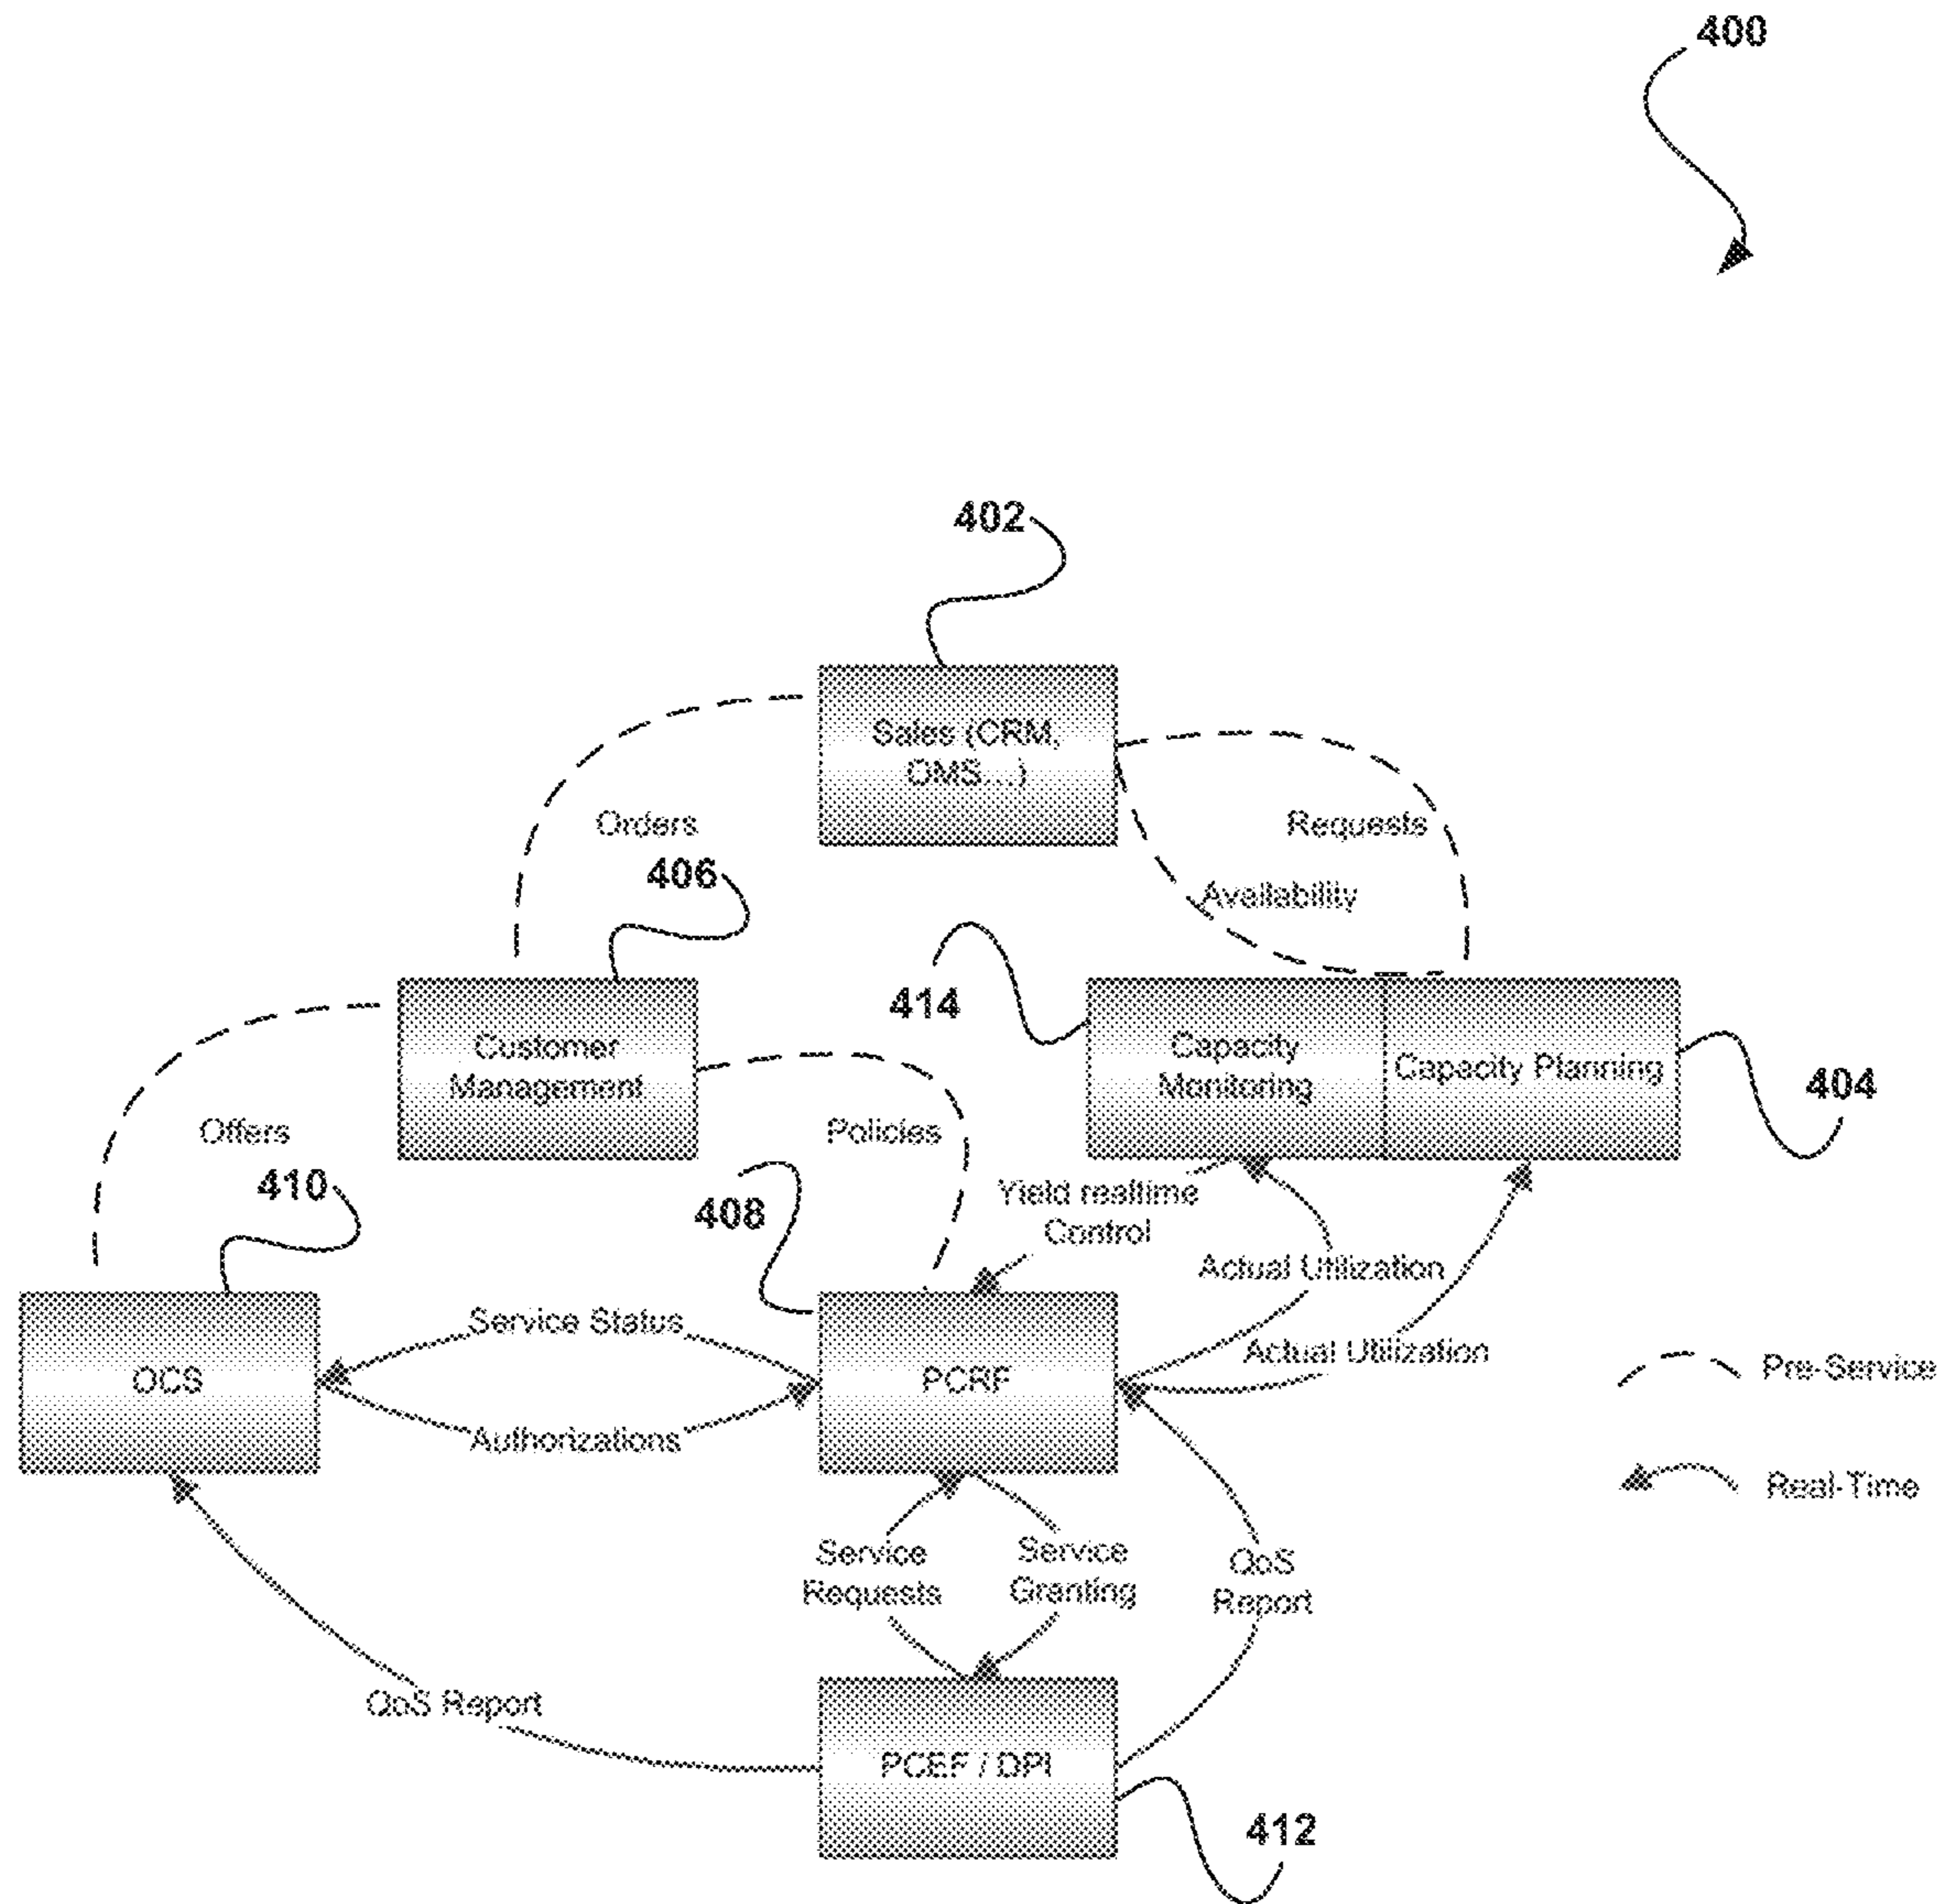 400
402
Sales (CRM,
OMS...)
Orders
Requests
406
Availability
414
Customer
Management
Capacity
Monitoring
Capacity Planning
404
Offers
Policies
410
408
Yield realtime
Control
Actual Utilization
Service Status
OCS
PCRF
Actual Utilization
Pre-Service
Authorizations
Real-Time
Service
Requests
Service
Granting
QoS
Report
QoS Report
PCEF / DPI
412